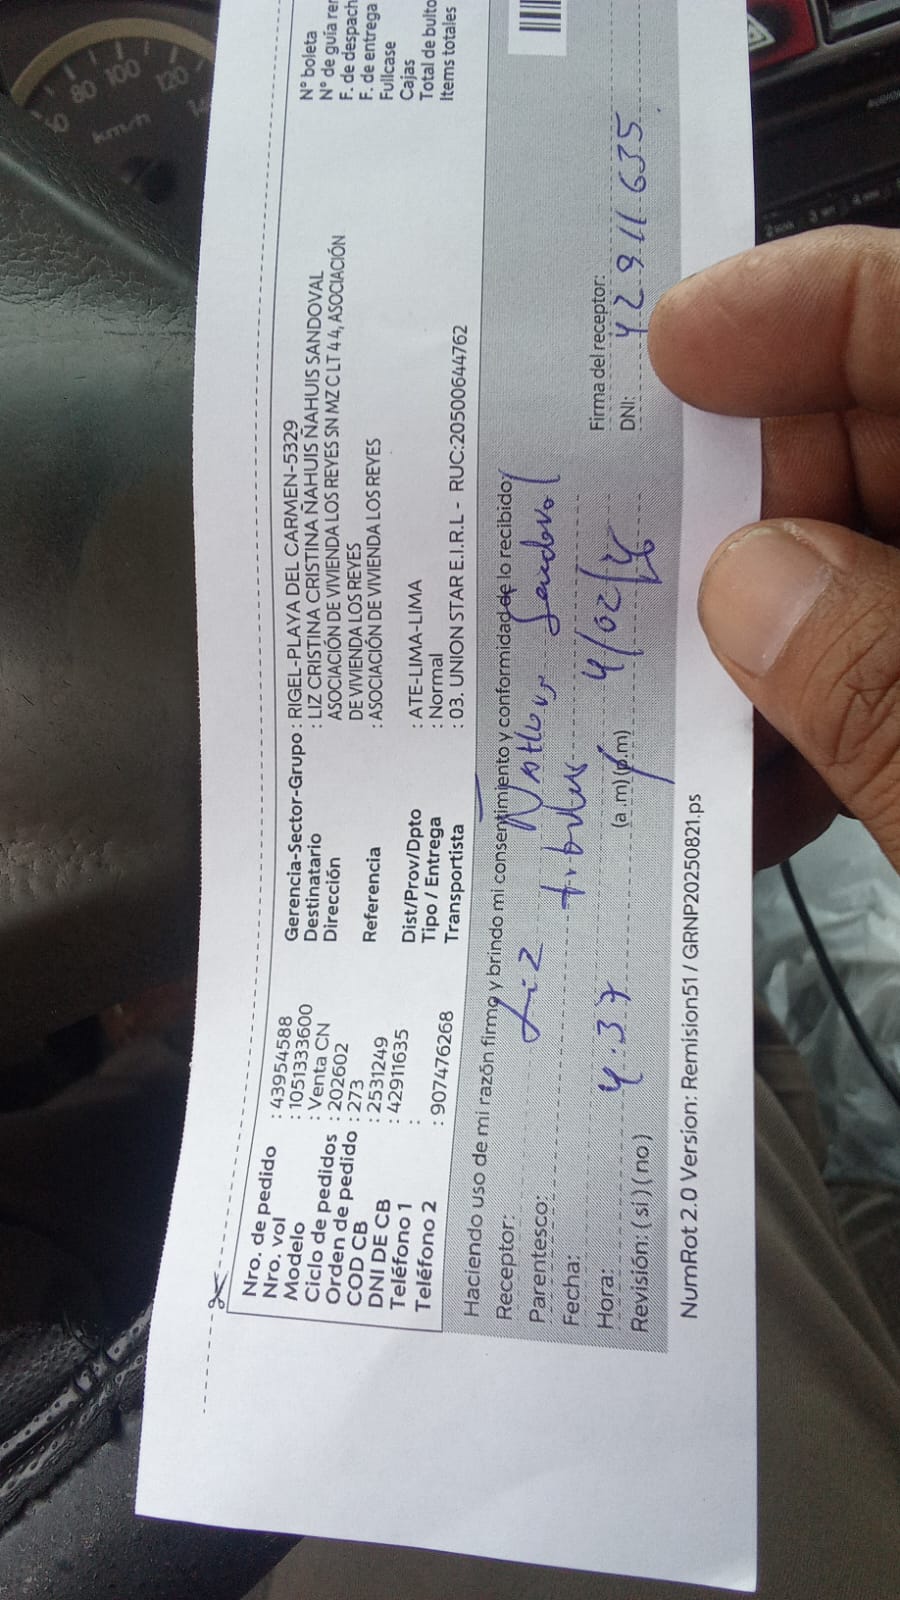 80 100 120
km/h
Nro. de pedido : 43954588
Nro. vol : 1051333600
Modelo : Venta CN
Ciclo de pedidos : 202602
Orden de pedido : 273
COD CB : 2531249
DNI DE CB : 42911635
Teléfono 1 :
Teléfono 2 : 907476268
Gerencia-Sector-Grupo : RIGEL-PLAYA DEL CARMEN-5329
Destinatario : LIZ CRISTINA CRISTINA ÑAHUIS ÑAHUIS SANDOVAL
Dirección ASOCIACIÓN DE VIVIENDA LOS REYES SN MZ C LT 4 4, ASOCIACIÓN
DE VIVIENDA LOS REYES
Referencia : ASOCIACIÓN DE VIVIENDA LOS REYES
Dist/Prov/Dpto : ATE-LIMA-LIMA
Tipo / Entrega : Normal
Transportista : 03. UNION STAR E.I.R.L - RUC:20500644762
N° boleta
N° de guía rer
F. de despach
F. de entrega
Fullcase
Cajas
Total de bulto
Items totales
Haciendo uso de mi razón firmo y brindo mi consentimiento y conformidad de lo recibido
Receptor: Liz Sandoval
Parentesco: titular
Fecha: 4/02/
Hora: 4:37 (a .m) (p.m)
Revisión: (si) (no)
Firma del receptor:
DNI: 42911635
NumRot 2.0 Version: Remision51 / GRNP20250821.ps